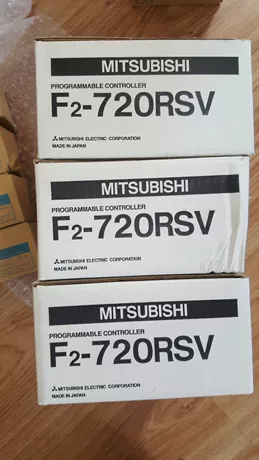 MITSUBISHI
PROGRAMMABLE CONTROLLER
F2-720RSV
MITSUBISHI ELECTRIC CORPORATION
MADE IN JAPAN
MITSUBISHI
PROGRAMMABLE CONTROLLER
F2-720RSV
MITSUBISHI ELECTRIC CORPORATION
MADE IN JAPAN
MITSUBISHI
PROGRAMMABLE CONTROLLER
F2-720RSV
MITSUBISHI ELECTRIC CORPORATION
MADE IN JAPAN